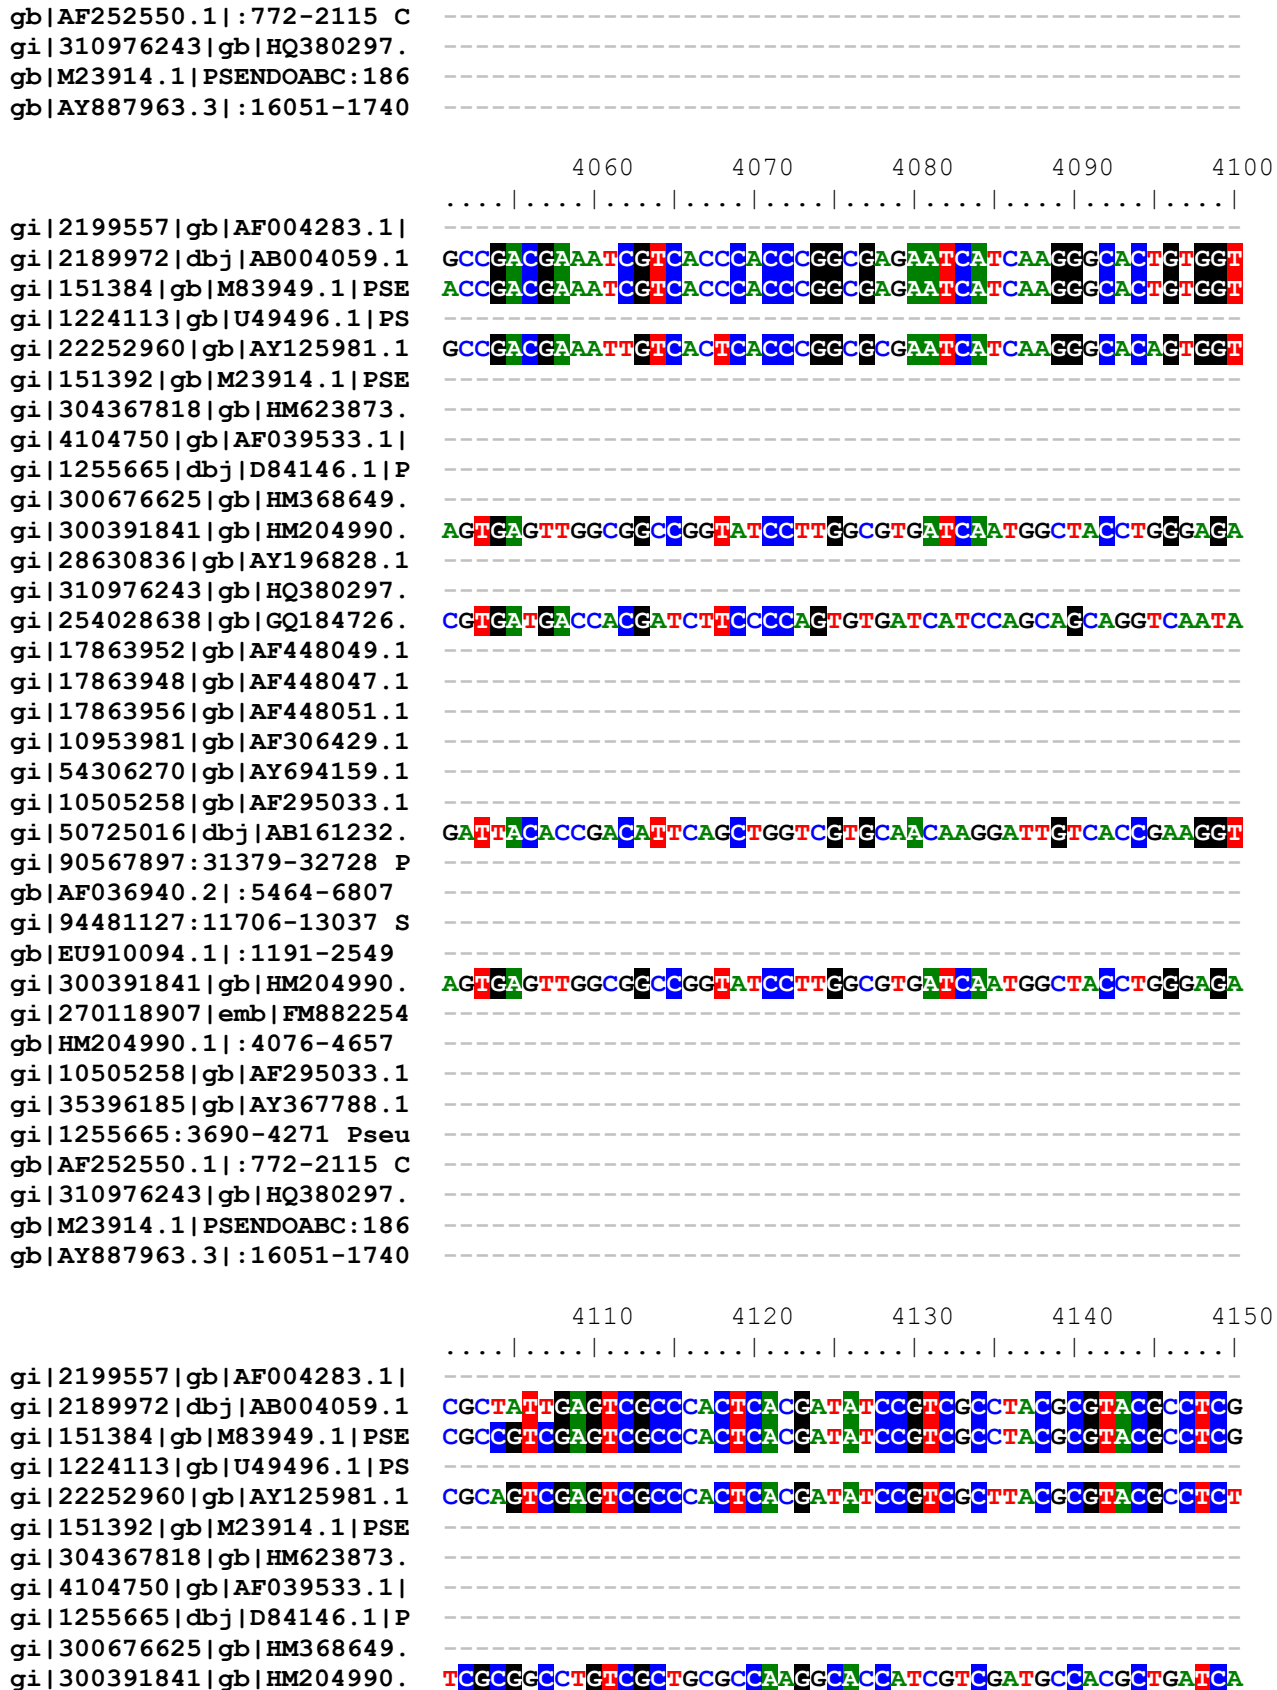 gb|AF252550.1|:772-2115 C --------------------------------------------------
gi|310976243|gb|HQ380297. --------------------------------------------------
gb|M23914.1|PSENDOABC:186 --------------------------------------------------
gb|AY887963.3|:16051-1740 --------------------------------------------------
4060 4070 4080 4090 4100
....|....|....|....|....|....|....|....|....|....|
gi|2199557|gb|AF004283.1| --------------------------------------------------
gi|2189972|dbj|AB004059.1 GCCGACGAAATCGTCACCCACCCGGCGAGAATCATCAAGGGCACTGTGGT
gi|151384|gb|M83949.1|PSE ACCGACGAAATCGTCACCCACCCGGCGAGAATCATCAAGGGCACTGTGGT
gi|1224113|gb|U49496.1|PS --------------------------------------------------
gi|22252960|gb|AY125981.1 GCCGACGAAATTGTCACTCACCCGGCGCGAATCATCAAGGGCACAGTGGT
gi|151392|gb|M23914.1|PSE --------------------------------------------------
gi|304367818|gb|HM623873. --------------------------------------------------
gi|4104750|gb|AF039533.1| --------------------------------------------------
gi|1255665|dbj|D84146.1|P --------------------------------------------------
gi|300676625|gb|HM368649. --------------------------------------------------
gi|300391841|gb|HM204990. AGTGAGTTGGCGGCCGGTATCCTTGGCGTGATCAATGGCTACCTGGGAGA
gi|28630836|gb|AY196828.1 --------------------------------------------------
gi|310976243|gb|HQ380297. --------------------------------------------------
gi|254028638|gb|GQ184726. CGTGATGACCACGATCTTCCCCAGTGTGATCATCCAGCAGCAGGTCAATA
gi|17863952|gb|AF448049.1 --------------------------------------------------
gi|17863948|gb|AF448047.1 --------------------------------------------------
gi|17863956|gb|AF448051.1 --------------------------------------------------
gi|10953981|gb|AF306429.1 --------------------------------------------------
gi|54306270|gb|AY694159.1 --------------------------------------------------
gi|10505258|gb|AF295033.1 --------------------------------------------------
gi|50725016|dbj|AB161232. GATTACACCGACATTCAGCTGGTCGTGCAACAAGGATTGTCACCGAAGGT
gi|90567897:31379-32728 P --------------------------------------------------
gb|AF036940.2|:5464-6807 --------------------------------------------------
gi|94481127:11706-13037 S --------------------------------------------------
gb|EU910094.1|:1191-2549 --------------------------------------------------
gi|300391841|gb|HM204990. AGTGAGTTGGCGGCCGGTATCCTTGGCGTGATCAATGGCTACCTGGGAGA
gi|270118907|emb|FM882254 --------------------------------------------------
gb|HM204990.1|:4076-4657 --------------------------------------------------
gi|10505258|gb|AF295033.1 --------------------------------------------------
gi|35396185|gb|AY367788.1 --------------------------------------------------
gi|1255665:3690-4271 Pseu --------------------------------------------------
gb|AF252550.1|:772-2115 C --------------------------------------------------
gi|310976243|gb|HQ380297. --------------------------------------------------
gb|M23914.1|PSENDOABC:186 --------------------------------------------------
gb|AY887963.3|:16051-1740 --------------------------------------------------
4110 4120 4130 4140 4150
....|....|....|....|....|....|....|....|....|....|
gi|2199557|gb|AF004283.1| --------------------------------------------------
gi|2189972|dbj|AB004059.1 CGCTATTGAGTCGCCCACTCACGATATCCGTCGCCTACGCGTACGCCTCG
gi|151384|gb|M83949.1|PSE CGCCGTCGAGTCGCCCACTCACGATATCCGTCGCCTACGCGTACGCCTCG
gi|1224113|gb|U49496.1|PS --------------------------------------------------
gi|22252960|gb|AY125981.1 CGCAGTCGAGTCGCCCACTCACGATATCCGTCGCTTACGCGTACGCCTCT
gi|151392|gb|M23914.1|PSE --------------------------------------------------
gi|304367818|gb|HM623873. --------------------------------------------------
gi|4104750|gb|AF039533.1| --------------------------------------------------
gi|1255665|dbj|D84146.1|P --------------------------------------------------
gi|300676625|gb|HM368649. --------------------------------------------------
gi|300391841|gb|HM204990. TCGCGGCCTGTCGCTGCGCCAAGGCACCATCGTCGATGCCACGCTGATCA